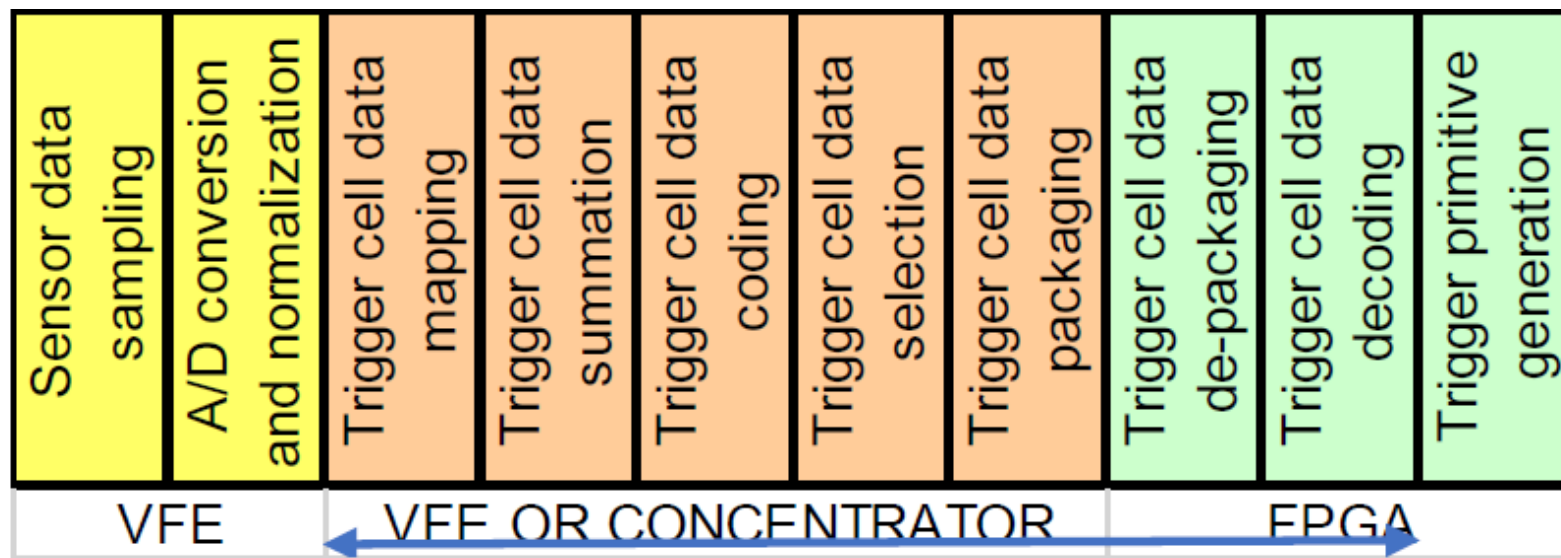 Sensor data
sampling
A/D conversion
and normalization
Trigger cell data
mapping
Trigger cell data
summation
Trigger cell data
coding
Trigger cell data
selection
Trigger cell data
packaging
Trigger cell data
de-packaging
Trigger cell data
decoding
Trigger primitive
generation
VFE
VFE OR CONCENTRATOR
FPGA